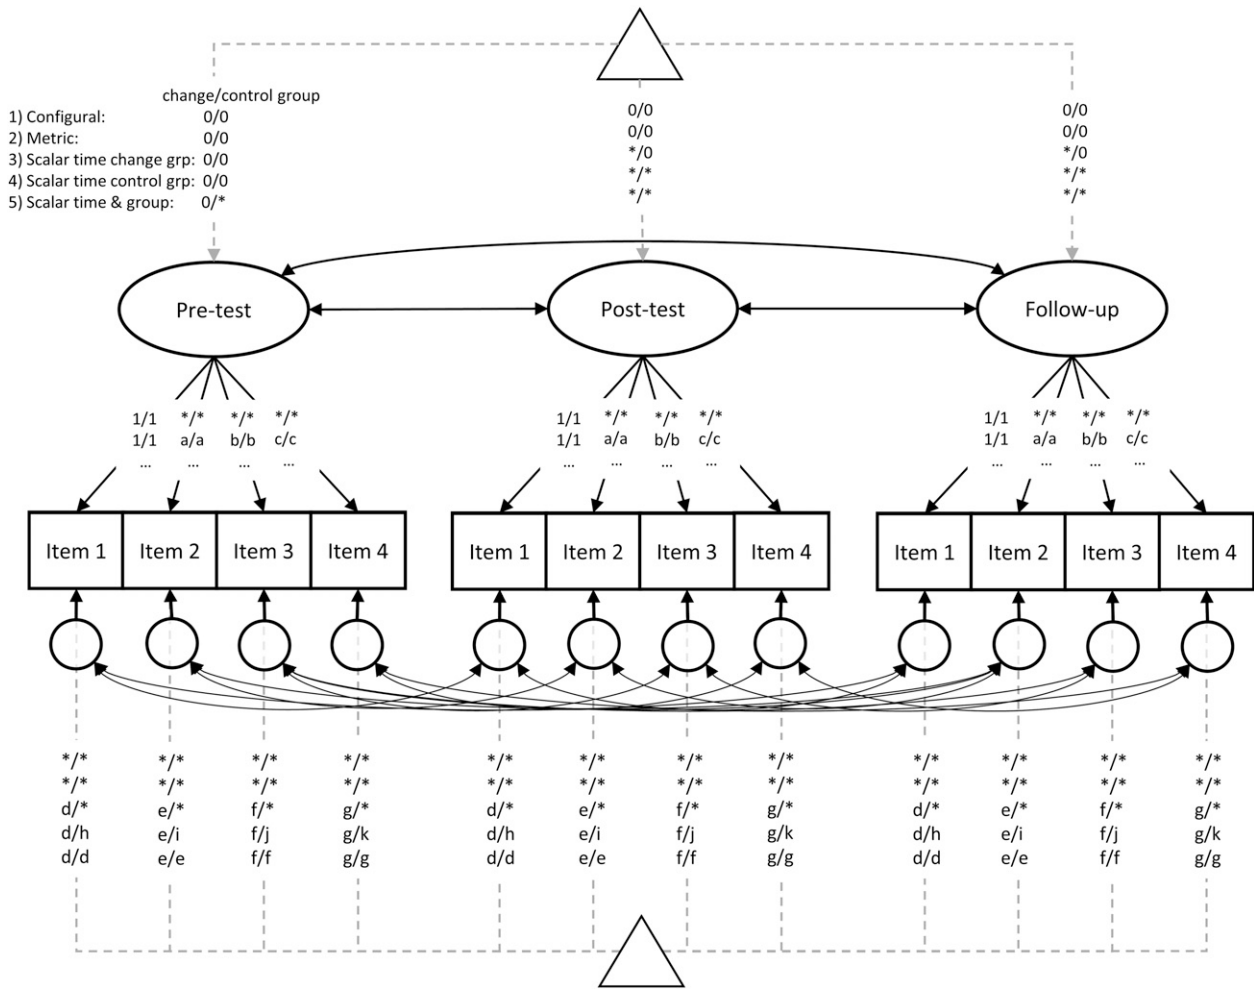 change/control group
1) Configural: 0/0 0/0 0/0
2) Metric: 0/0 0/0 0/0
3) Scalar time change grp: 0/0 */0 */0
4) Scalar time control grp: 0/0 */* */*
5) Scalar time & group: 0/* */* */*
Pre-test Post-test Follow-up
1/1 */* */* */* 1/1 */* */* */* 1/1 */* */* */*
1/1 a/a b/b c/c 1/1 a/a b/b c/c 1/1 a/a b/b c/c
... ... ... ... ... ... ... ... ... ... ... ...
Item 1 Item 2 Item 3 Item 4 Item 1 Item 2 Item 3 Item 4 Item 1 Item 2 Item 3 Item 4
*/* */* */* */* */* */* */* */* */* */* */* */*
*/* */* */* */* */* */* */* */* */* */* */* */*
d/* e/* f/* g/* d/* e/* f/* g/* d/* e/* f/* g/*
d/h e/i f/j g/k d/h e/i f/j g/k d/h e/i f/j g/k
d/d e/e f/f g/g d/d e/e f/f g/g d/d e/e f/f g/g